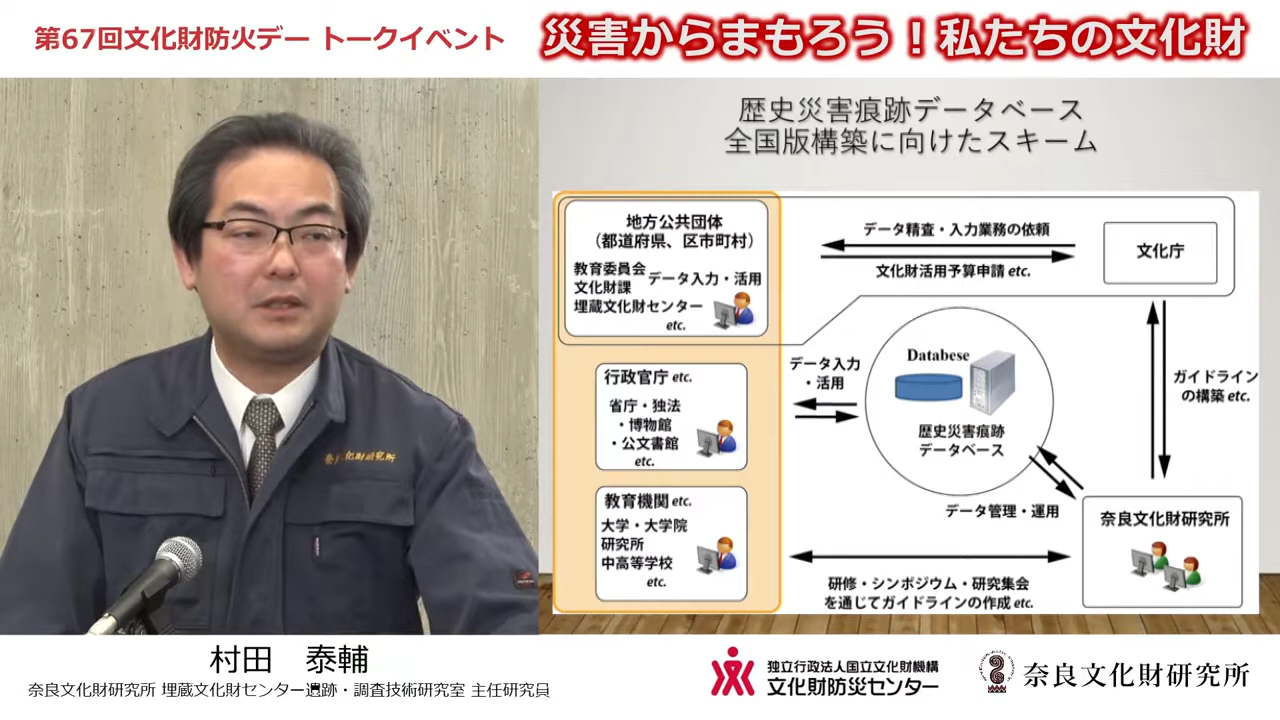 第67回文化財防火デー トークイベント
災害からまもろう！私たちの文化財
歴史災害痕跡データベース
全国版構築に向けたスキーム
地方公共団体
（都道府県、区市町村）
教育委員会
文化財課
埋蔵文化財センター
etc.
データ入力・活用
データ精査・入力業務の依頼
文化財活用予算申請 etc.
文化庁
行政官庁 etc.
省庁・独法
・博物館
・公文書館
etc.
データ入力
・活用
Databese
歴史災害痕跡
データベース
ガイドライン
の構築 etc.
教育機関 etc.
大学・大学院
研究所
中高等学校
etc.
データ管理・運用
奈良文化財研究所
研修・シンポジウム・研究集会
を通じてガイドラインの作成 etc.
奈良文化財研究所
村田 泰輔
奈良文化財研究所 埋蔵文化財センター遺跡・調査技術研究室 主任研究員
独立行政法人国立文化財機構
文化財防災センター
奈良文化財研究所